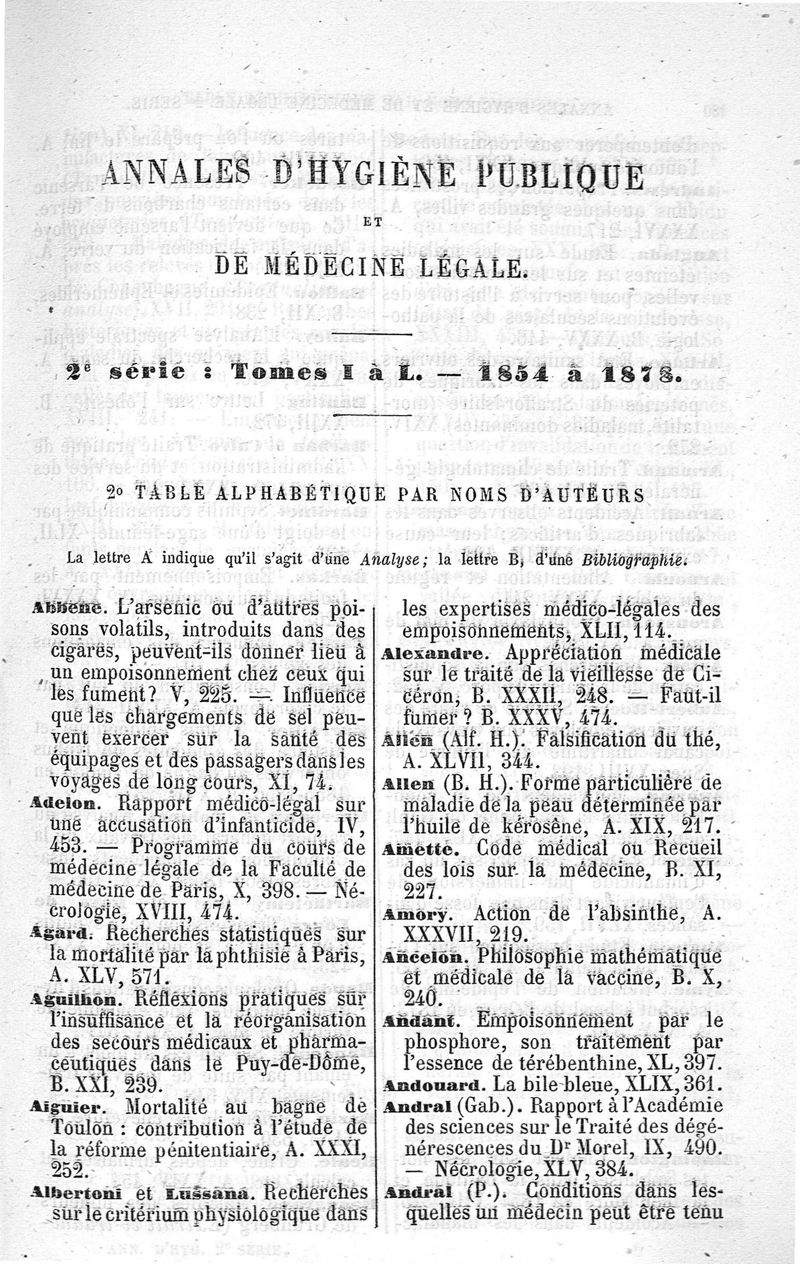 ANNALES D'HYGIÈNE PUBLIQUE
ET
DE MÉDECINE LÉGALE.
2e série : Tomes I à L. — 1854 à 1878.
2o TABLE ALPHABÉTIQUE PAR NOMS D'AUTEURS
La lettre A indique qu'il s'agit d'une Analyse; la lettre B, d'une Bibliographie.
Abbene. L'arsenic ou d'autres poi-
sons volatils, introduits dans des
cigares, peuvent-ils donner lieu à
un empoisonnement chez ceux qui
les fument? V, 225. — Influence
que les chargements de sel peu-
vent exercer sur la santé des
équipages et des passagers dans les
voyages de long cours, XI, 74.
Adelon. Rapport médico-légal sur
une accusation d'infanticide, IV,
453. — Programme du cours de
médecine légale de la Faculté de
médecine de Paris, X, 398. — Né-
crologie, XVIII, 474.
Agard. Recherches statistiques sur
la mortalité par la phthisie à Paris,
A. XLV, 571.
Aguilhon. Réflexions pratiques sur
l'insuffisance et la réorganisation
des secours médicaux et pharma-
ceutiques dans le Puy-de-Dôme,
B. XXI, 239.
Aiguier. Mortalité au bagne de
Toulon : contribution à l'étude de
la réforme pénitentiaire, A. XXXI,
252.
Albertoni et Lussana. Recherches
sur le critérium physiologique dans
les expertises médico-légales des
empoisonnements, XLII, 114.
Alexandre. Appréciation médicale
sur le traité de la vieillesse de Ci-
céron, B. XXXII, 248. — Faut-il
fumer? B. XXXV, 474.
Allen (Alf. H.). Falsification du thé,
A. XLVII, 344.
Allen (B. H.). Forme particulière de
maladie de la peau déterminée par
l'huile de kérosène, A. XIX, 217.
Amette. Code médical ou Recueil
des lois sur la médecine, B. XI,
227.
Amory. Action de l'absinthe, A.
XXXVII, 219.
Ancelon. Philosophie mathématique
et médicale de la vaccine, B. X,
240.
Andant. Empoisonnement par le
phosphore, son traitement par
l'essence de térébenthine, XL, 397.
Andouard. La bile bleue, XLIX, 361.
Andral (Gab.). Rapport à l'Académie
des sciences sur le Traité des dégé-
nérescences du Dr Morel, IX, 490.
— Nécrologie, XLV, 384.
Andral (P.). Conditions dans les-
quelles un médecin peut être tenu